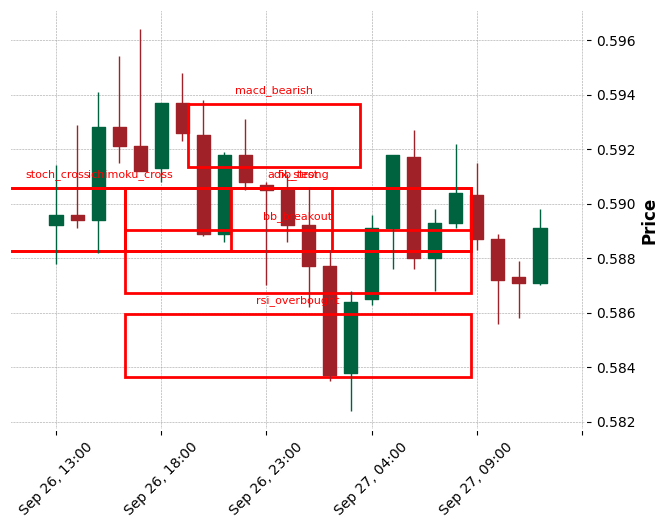 0.596
macd_bearish
0.594
0.592
stoch_cross
ichimoku_cross
adx_strong
0.590
bb_breakout
Price
0.588
rsi_overbought
0.586
0.584
0.582
Sep 26, 13:00
Sep 26, 18:00
Sep 26, 23:00
Sep 27, 04:00
Sep 27, 09:00